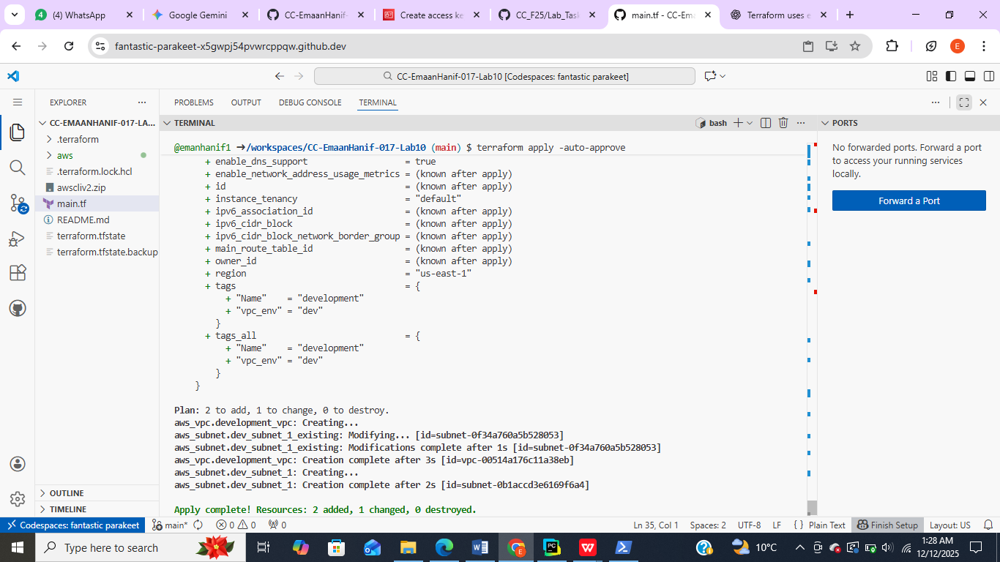 4
(4) WhatsApp
Google Gemini
CC-EmaanHanif-
Create access ke
CC_F25/Lab_Tas
main.tf - CC-Ema
Terraform uses e
fantastic-parakeet-x5gwpj54pvwrcppqw.github.dev
E
CC-EmaanHanif-017-Lab10 [Codespaces: fantastic parakeet]
EXPLORER
CC-EMAANHANIF-017-LA...
.terraform
aws
.terraform.lock.hcl
awscliv2.zip
main.tf
README.md
terraform.tfstate
terraform.tfstate.backup
OUTLINE
TIMELINE
PROBLEMS OUTPUT DEBUG CONSOLE TERMINAL
TERMINAL
bash
@emanhanif1 ➜/workspaces/CC-EmaanHanif-017-Lab10 (main) $ terraform apply -auto-approve
+ enable_dns_support = true
+ enable_network_address_usage_metrics = (known after apply)
+ id = (known after apply)
+ instance_tenancy = "default"
+ ipv6_association_id = (known after apply)
+ ipv6_cidr_block = (known after apply)
+ ipv6_cidr_block_network_border_group = (known after apply)
+ main_route_table_id = (known after apply)
+ owner_id = (known after apply)
+ region = "us-east-1"
+ tags = {
+ "Name" = "development"
+ "vpc_env" = "dev"
}
+ tags_all = {
+ "Name" = "development"
+ "vpc_env" = "dev"
}
}
Plan: 2 to add, 1 to change, 0 to destroy.
aws_vpc.development_vpc: Creating...
aws_subnet.dev_subnet_1_existing: Modifying... [id=subnet-0f34a760a5b528053]
aws_subnet.dev_subnet_1_existing: Modifications complete after 1s [id=subnet-0f34a760a5b528053]
aws_vpc.development_vpc: Creation complete after 3s [id=vpc-00514a176c11a38eb]
aws_subnet.dev_subnet_1: Creating...
aws_subnet.dev_subnet_1: Creation complete after 2s [id=subnet-0b1accd3e6169f6a4]
Apply complete! Resources: 2 added, 1 changed, 0 destroyed.
PORTS
No forwarded ports. Forward a port
to access your running services
locally.
Forward a Port
Codespaces: fantastic parakeet
main*
0 0 0
Ln 35, Col 1
Spaces: 2
UTF-8
LF
{ } Plain Text
Finish Setup
Layout: US
Type here to search
10°C
1:28 AM
12/12/2025